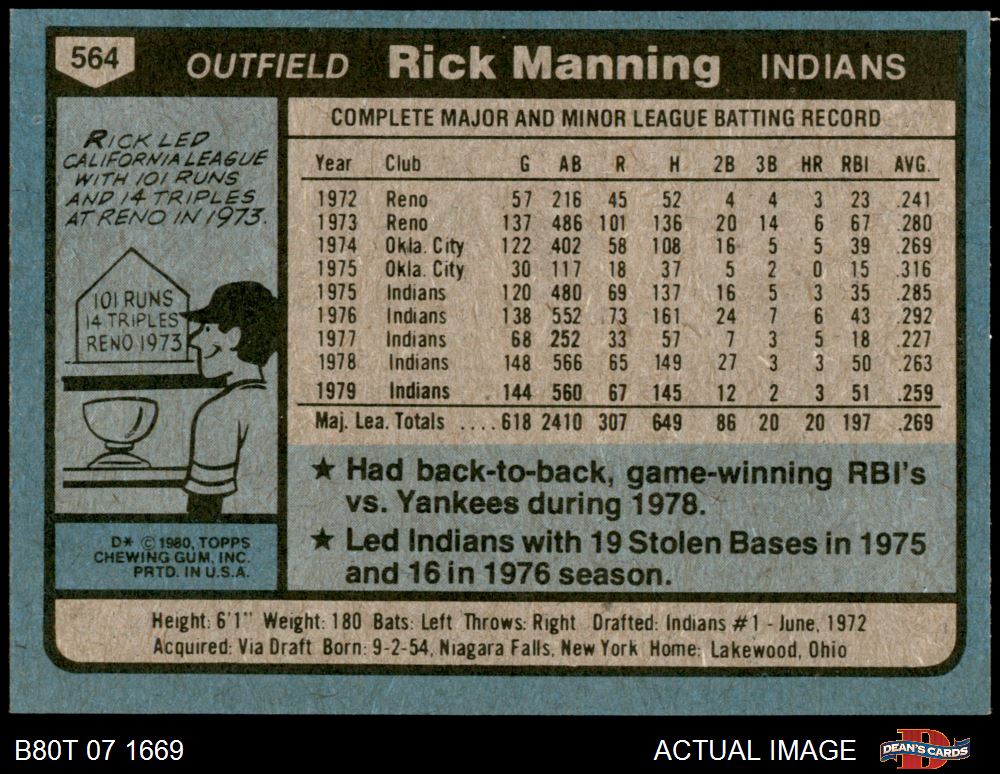 564 OUTFIELD Rick Manning INDIANS
RICK LED
CALIFORNIA LEAGUE
WITH 101 RUNS
AND 14 TRIPLES
AT RENO IN 1973.
101 RUNS
14 TRIPLES
RENO 1973
D* © 1980, TOPPS
CHEWING GUM, INC.
PRTD. IN U.S.A.
COMPLETE MAJOR AND MINOR LEAGUE BATTING RECORD
Year Club G AB R H 2B 3B HR RBI AVG.
1972 Reno 57 216 45 52 4 4 3 23 .241
1973 Reno 137 486 101 136 20 14 6 67 .280
1974 Okla. City 122 402 58 108 16 5 5 39 .269
1975 Okla. City 30 117 18 37 5 2 0 15 .316
1975 Indians 120 480 69 137 16 5 3 35 .285
1976 Indians 138 552 73 161 24 7 6 43 .292
1977 Indians 68 252 33 57 7 3 5 18 .227
1978 Indians 148 566 65 149 27 3 3 50 .263
1979 Indians 144 560 67 145 12 2 3 51 .259
Maj. Lea. Totals ....618 2410 307 649 86 20 20 197 .269
★ Had back-to-back, game-winning RBI's
vs. Yankees during 1978.
★ Led Indians with 19 Stolen Bases in 1975
and 16 in 1976 season.
Height: 6'1" Weight: 180 Bats: Left Throws: Right Drafted: Indians #1 - June, 1972
Acquired: Via Draft Born: 9-2-54, Niagara Falls, New York Home: Lakewood, Ohio
B80T 07 1669 ACTUAL IMAGE DEAN'S CARDS